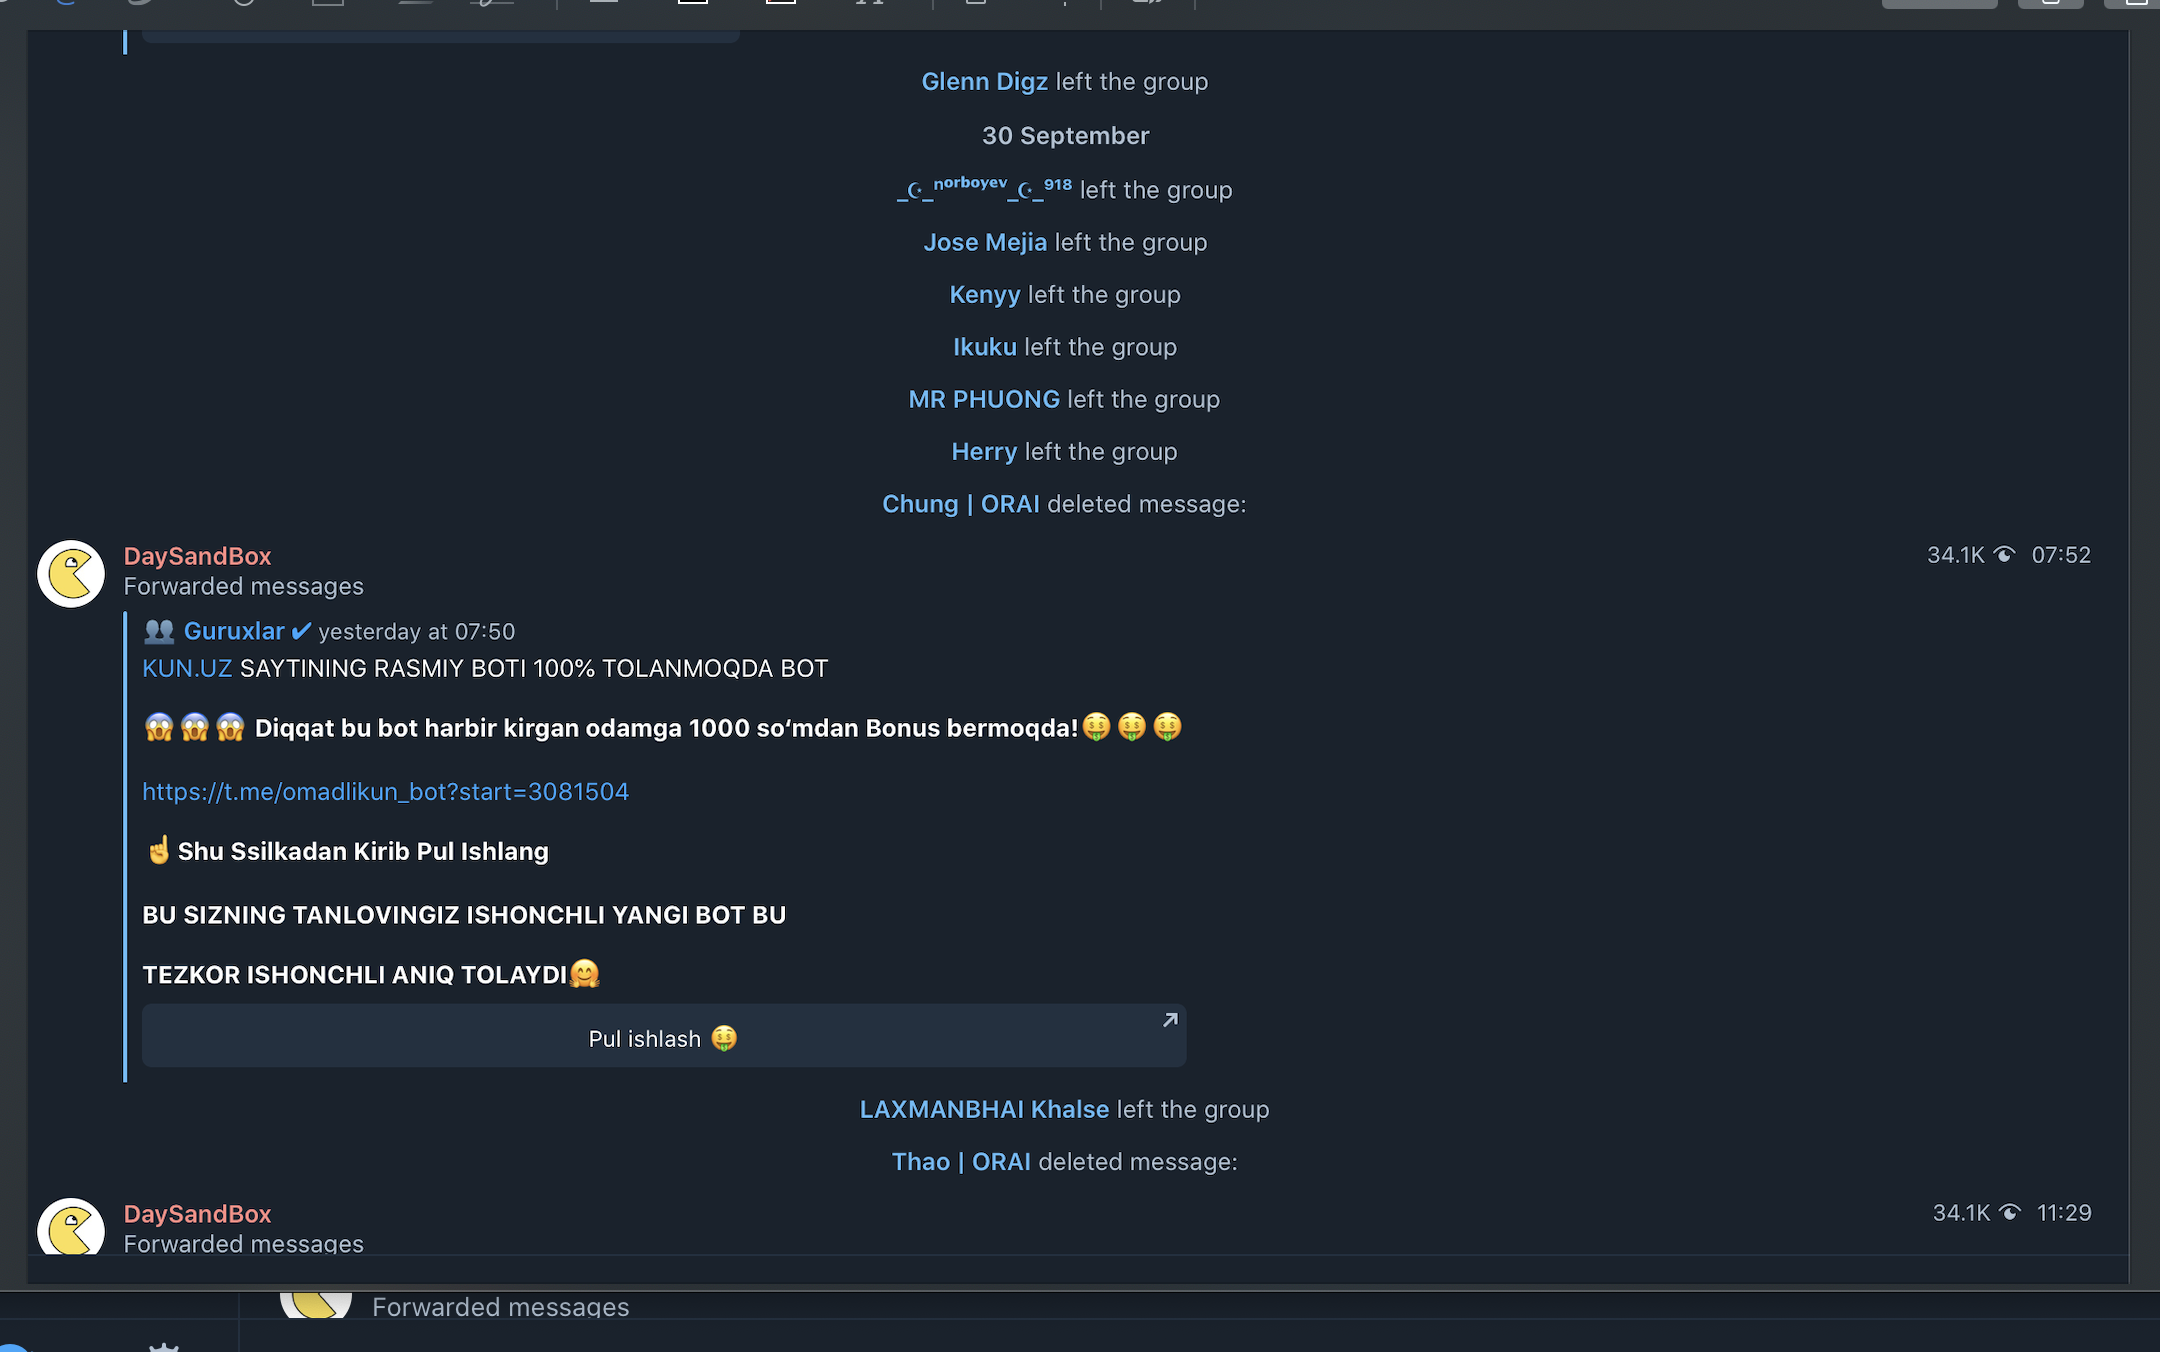 Glenn Digz left the group
30 September
_☪_ⁿᵒʳᵇᵒʸᵉᵛ_☪_⁹¹⁸ left the group
Jose Mejia left the group
Kenyy left the group
Ikuku left the group
MR PHUONG left the group
Herry left the group
Chung | ORAI deleted message:
DaySandBox 34.1K 07:52
Forwarded messages
👥 Guruxlar ✔ yesterday at 07:50
KUN.UZ SAYTINING RASMIY BOTI 100% TOLANMOQDA BOT
😱😱😱 Diqqat bu bot harbir kirgan odamga 1000 so‘mdan Bonus bermoqda!🤑🤑🤑
https://t.me/omadlikun_bot?start=3081504
☝️Shu Ssilkadan Kirib Pul Ishlang
BU SIZNING TANLOVINGIZ ISHONCHLI YANGI BOT BU
TEZKOR ISHONCHLI ANIQ TOLAYDI🤗
Pul ishlash 🤑
LAXMANBHAI Khalse left the group
Thao | ORAI deleted message:
DaySandBox 34.1K 11:29
Forwarded messages
Forwarded messages